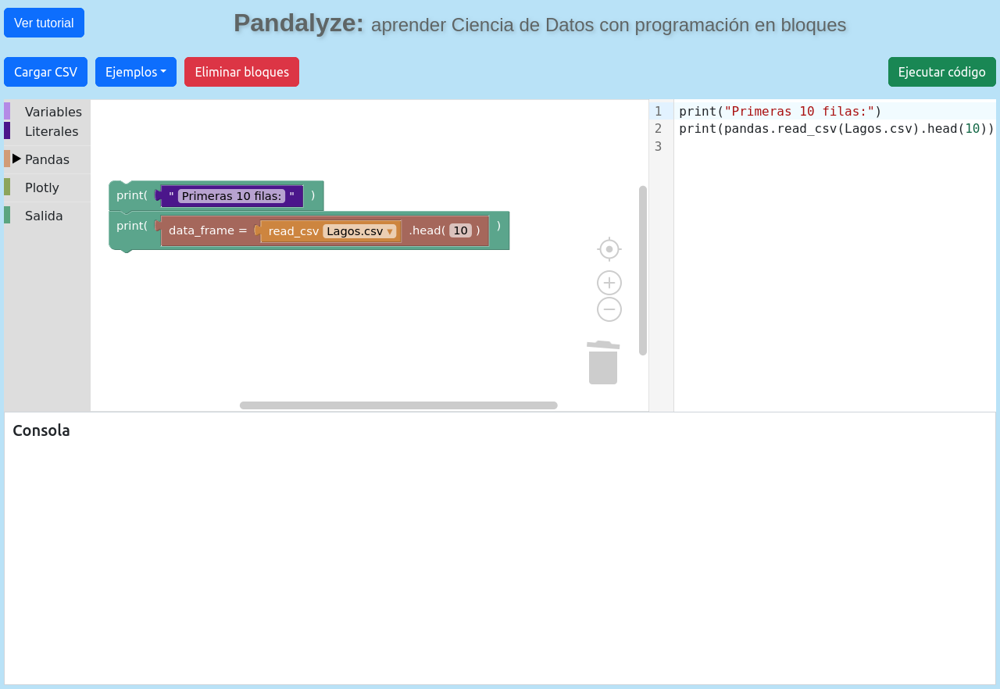 Ver tutorial
Pandalyze: aprender Ciencia de Datos con programación en bloques
Cargar CSV
Ejemplos
Eliminar bloques
Ejecutar código
Variables
Literales
Pandas
Plotly
Salida
print( " Primeras 10 filas: " )
print( data_frame = read_csv Lagos.csv .head( 10 ) )
1 print("Primeras 10 filas:")
2 print(pandas.read_csv(Lagos.csv).head(10))
3
Consola